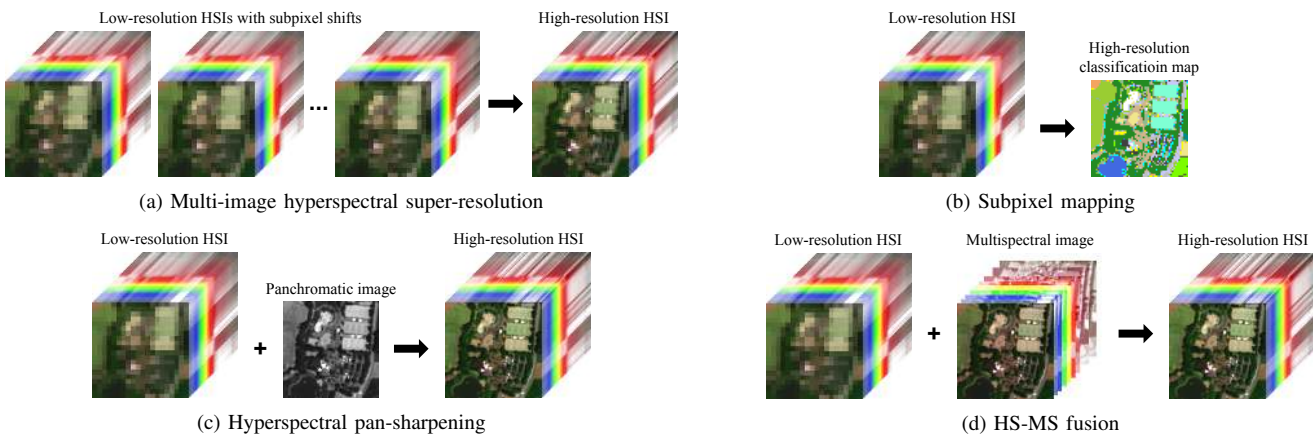 Low-resolution HSIs with subpixel shifts
High-resolution HSI
...
(a) Multi-image hyperspectral super-resolution
Low-resolution HSI
High-resolution
classificatioin map
(b) Subpixel mapping
Low-resolution HSI
High-resolution HSI
Panchromatic image
+
(c) Hyperspectral pan-sharpening
Low-resolution HSI
Multispectral image
High-resolution HSI
+
(d) HS-MS fusion